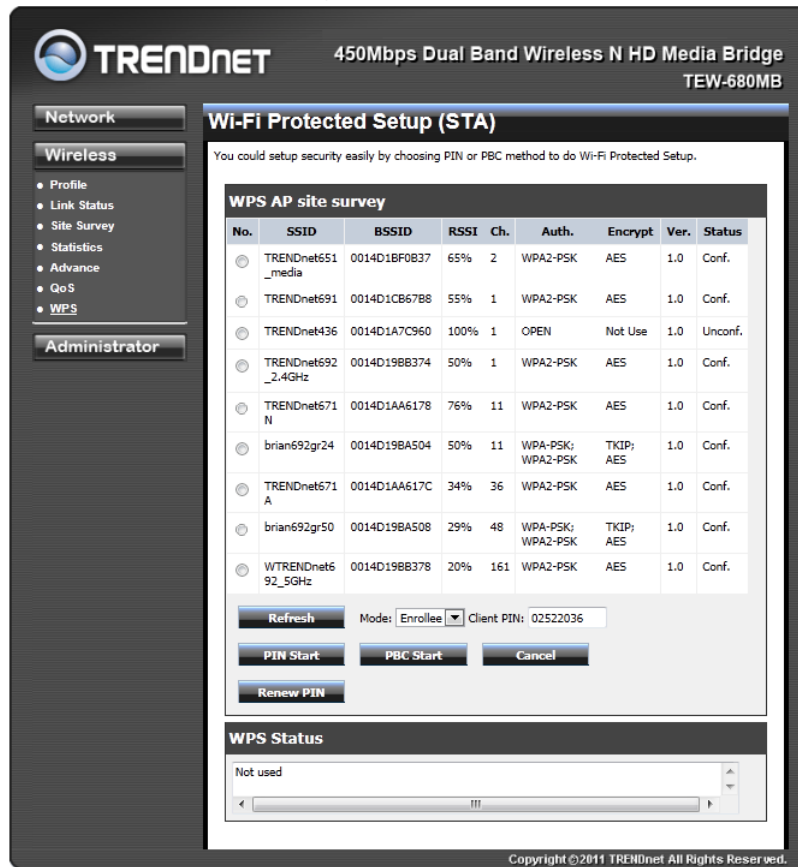 TRENDnet
450Mbps Dual Band Wireless N HD Media Bridge
TEW-680MB
Network
Wireless
Profile
Link Status
Site Survey
Statistics
Advance
QoS
WPS
Administrator
Wi-Fi Protected Setup (STA)
You could setup security easily by choosing PIN or PBC method to do Wi-Fi Protected Setup.
WPS AP site survey
No. SSID BSSID RSSI Ch. Auth. Encrypt Ver. Status
TRENDnet651 0014D1BF0B37 65% 2 WPA2-PSK AES 1.0 Conf.
_media
TRENDnet691 0014D1CB67B8 55% 1 WPA2-PSK AES 1.0 Conf.
TRENDnet436 0014D1A7C960 100% 1 OPEN Not Use 1.0 Unconf.
TRENDnet692 0014D19BB374 50% 1 WPA2-PSK AES 1.0 Conf.
_2.4GHz
TRENDnet671 0014D1AA6178 76% 11 WPA2-PSK AES 1.0 Conf.
N
brian692gr24 0014D19BA504 50% 11 WPA-PSK; TKIP; 1.0 Conf.
WPA2-PSK AES
TRENDnet671 0014D1AA617C 34% 36 WPA2-PSK AES 1.0 Conf.
A
brian692gr50 0014D19BA508 29% 48 WPA-PSK; TKIP; 1.0 Conf.
WPA2-PSK AES
WTRENDnet6 0014D19BB378 20% 161 WPA2-PSK AES 1.0 Conf.
92_5GHz
Refresh Mode: Enrollee Client PIN: 02522036
PIN Start PBC Start Cancel
Renew PIN
WPS Status
Not used
Copyright©2011 TRENDnet All Rights Reserved.